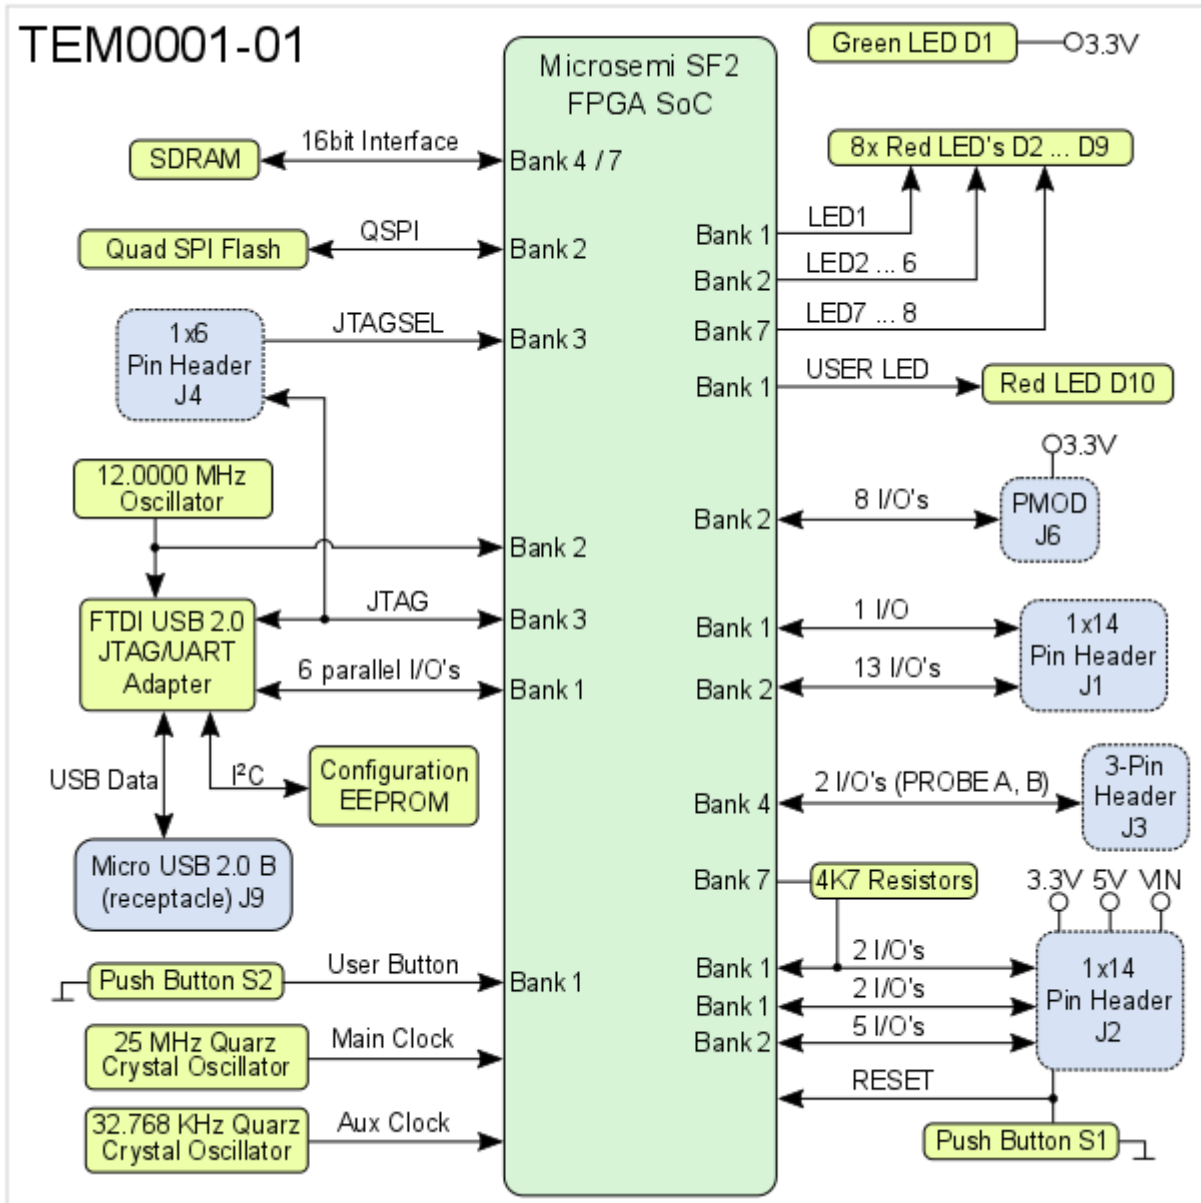 TEM0001-01
Microsemi SF2
FPGA SoC
Green LED D1
3.3V
SDRAM
16bit Interface
Bank 4 / 7
8x Red LED's D2 ... D9
Quad SPI Flash
QSPI
Bank 2
Bank 1
LED1
Bank 2
LED2 ... 6
1x6
Pin Header
J4
JTAGSEL
Bank 3
Bank 7
LED7 ... 8
Bank 1
USER LED
Red LED D10
12.0000 MHz
Oscillator
Bank 2
3.3V
Bank 2
8 I/O's
PMOD
J6
FTDI USB 2.0
JTAG/UART
Adapter
JTAG
Bank 3
6 parallel I/O's
Bank 1
Bank 1
1 I/O
Bank 2
13 I/O's
1x14
Pin Header
J1
USB Data
I²C
Configuration
EEPROM
Bank 4
2 I/O's (PROBE A, B)
3-Pin
Header
J3
Micro USB 2.0 B
(receptacle) J9
Bank 7
4K7 Resistors
3.3V 5V VIN
Push Button S2
User Button
Bank 1
Bank 1
2 I/O's
Bank 1
2 I/O's
Bank 2
5 I/O's
1x14
Pin Header
J2
25 MHz Quarz
Crystal Oscillator
Main Clock
RESET
32.768 KHz Quarz
Crystal Oscillator
Aux Clock
Push Button S1